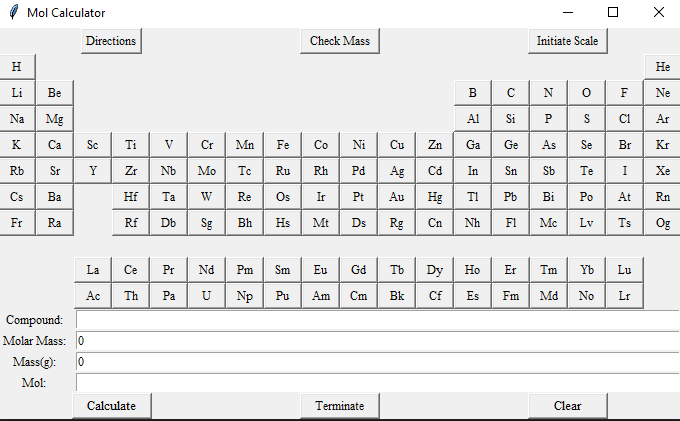 Mol Calculator
Directions Check Mass Initiate Scale
H He
Li Be B C N O F Ne
Na Mg Al Si P S Cl Ar
K Ca Sc Ti V Cr Mn Fe Co Ni Cu Zn Ga Ge As Se Br Kr
Rb Sr Y Zr Nb Mo Tc Ru Rh Pd Ag Cd In Sn Sb Te I Xe
Cs Ba Hf Ta W Re Os Ir Pt Au Hg Tl Pb Bi Po At Rn
Fr Ra Rf Db Sg Bh Hs Mt Ds Rg Cn Nh Fl Mc Lv Ts Og
La Ce Pr Nd Pm Sm Eu Gd Tb Dy Ho Er Tm Yb Lu
Ac Th Pa U Np Pu Am Cm Bk Cf Es Fm Md No Lr
Compound:
Molar Mass: 0
Mass(g): 0
Mol:
Calculate Terminate Clear